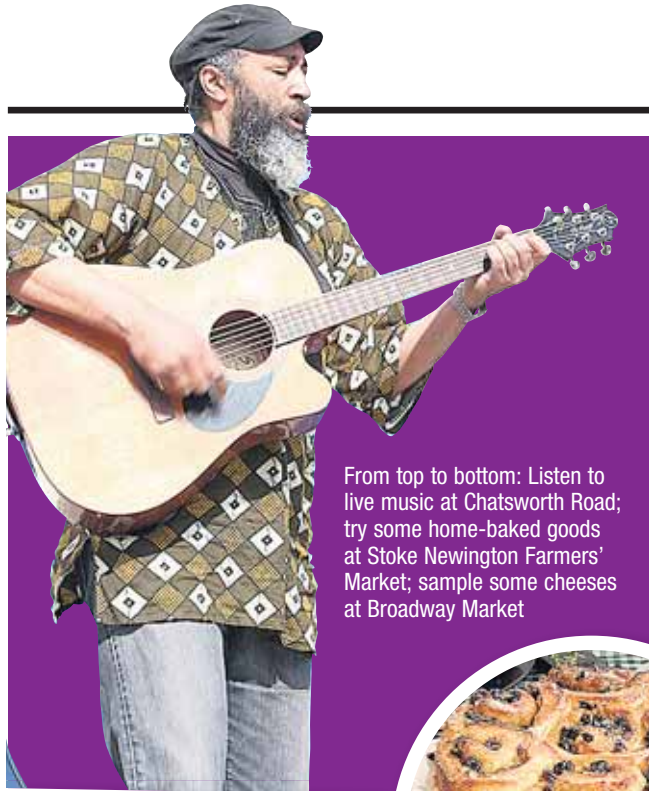 From top to bottom: Listen to
live music at Chatsworth Road;
try some home-baked goods
at Stoke Newington Farmers’
Market; sample some cheeses
at Broadway Market